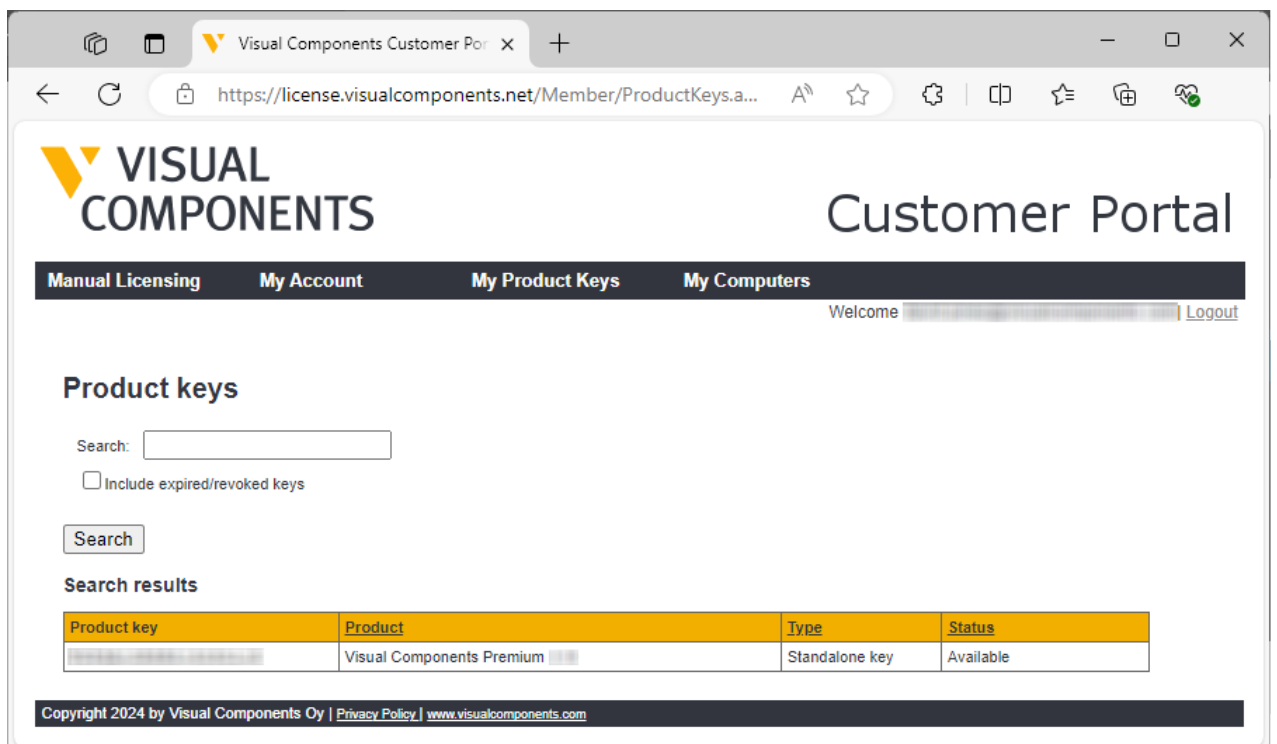 Visual Components Customer Por
https://license.visualcomponents.net/Member/ProductKeys.a...
VISUAL
COMPONENTS
Customer Portal
Manual Licensing My Account My Product Keys My Computers
Welcome | Logout
Product keys
Search:
Include expired/revoked keys
Search
Search results
Product key Product Type Status
Visual Components Premium Standalone key Available
Copyright 2024 by Visual Components Oy | Privacy Policy | www.visualcomponents.com